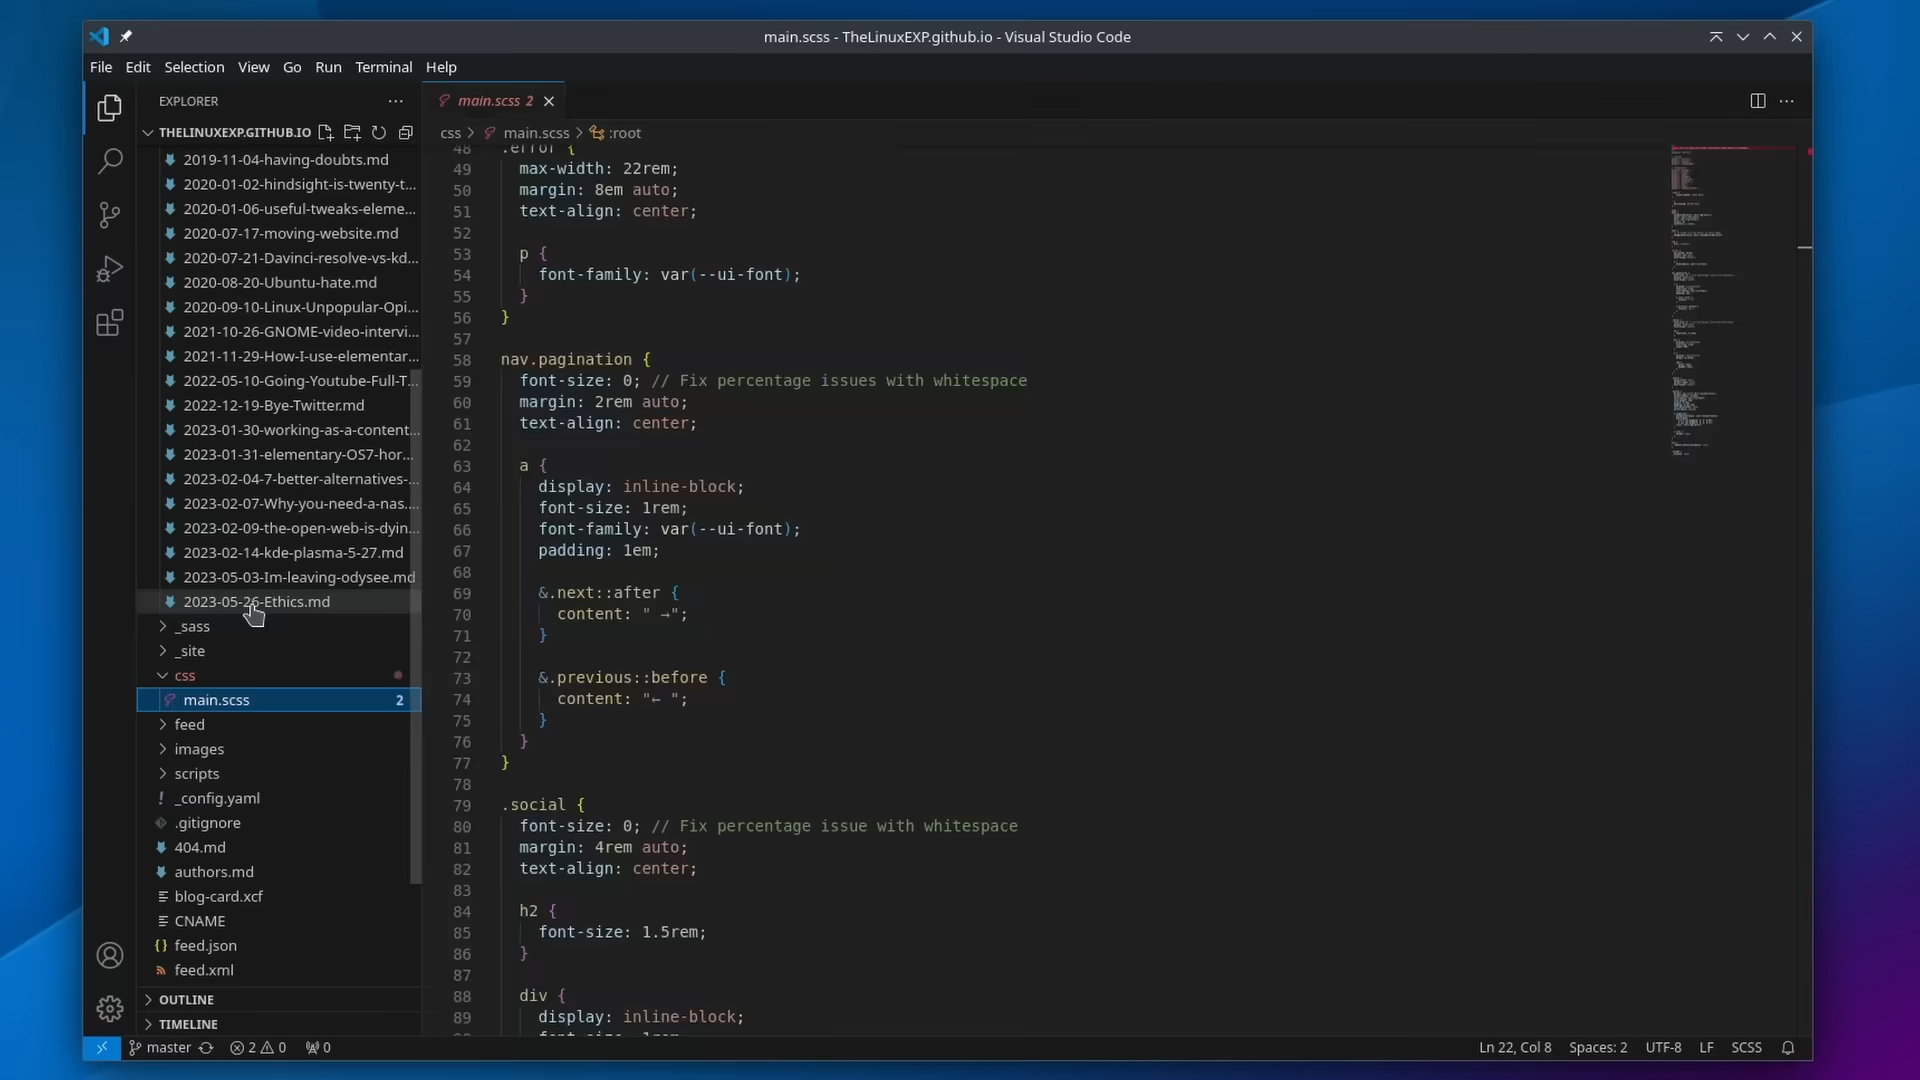 main.scss - TheLinuxEXP.github.io - Visual Studio Code
File Edit Selection View Go Run Terminal Help
EXPLORER
THELINUXEXP.GITHUB.IO
2019-11-04-having-doubts.md
2020-01-02-hindsight-is-twenty-t...
2020-01-06-useful-tweaks-eleme...
2020-07-17-moving-website.md
2020-07-21-Davinci-resolve-vs-kd...
2020-08-20-Ubuntu-hate.md
2020-09-10-Linux-Unpopular-Opi...
2021-10-26-GNOME-video-intervi...
2021-11-29-How-I-use-elementar...
2022-05-10-Going-Youtube-Full-T...
2022-12-19-Bye-Twitter.md
2023-01-30-working-as-a-content...
2023-01-31-elementary-OS7-hor...
2023-02-04-7-better-alternatives-...
2023-02-07-Why-you-need-a-nas....
2023-02-09-the-open-web-is-dyin...
2023-02-14-kde-plasma-5-27.md
2023-05-03-Im-leaving-odysee.md
2023-05-26-Ethics.md
_sass
_site
css
main.scss 2
feed
images
scripts
_config.yaml
.gitignore
404.md
authors.md
blog-card.xcf
CNAME
feed.json
feed.xml
OUTLINE
TIMELINE
main.scss 2
css > main.scss > :root
48 .error {
49 max-width: 22rem;
50 margin: 8em auto;
51 text-align: center;
52
53 p {
54 font-family: var(--ui-font);
55 }
56 }
57
58 nav.pagination {
59 font-size: 0; // Fix percentage issues with whitespace
60 margin: 2rem auto;
61 text-align: center;
62
63 a {
64 display: inline-block;
65 font-size: 1rem;
66 font-family: var(--ui-font);
67 padding: 1em;
68
69 &.next::after {
70 content: " →";
71 }
72
73 &.previous::before {
74 content: "← ";
75 }
76 }
77 }
78
79 .social {
80 font-size: 0; // Fix percentage issue with whitespace
81 margin: 4rem auto;
82 text-align: center;
83
84 h2 {
85 font-size: 1.5rem;
86 }
87
88 div {
89 display: inline-block;
master 2 0 0 Ln 22, Col 8 Spaces: 2 UTF-8 LF SCSS